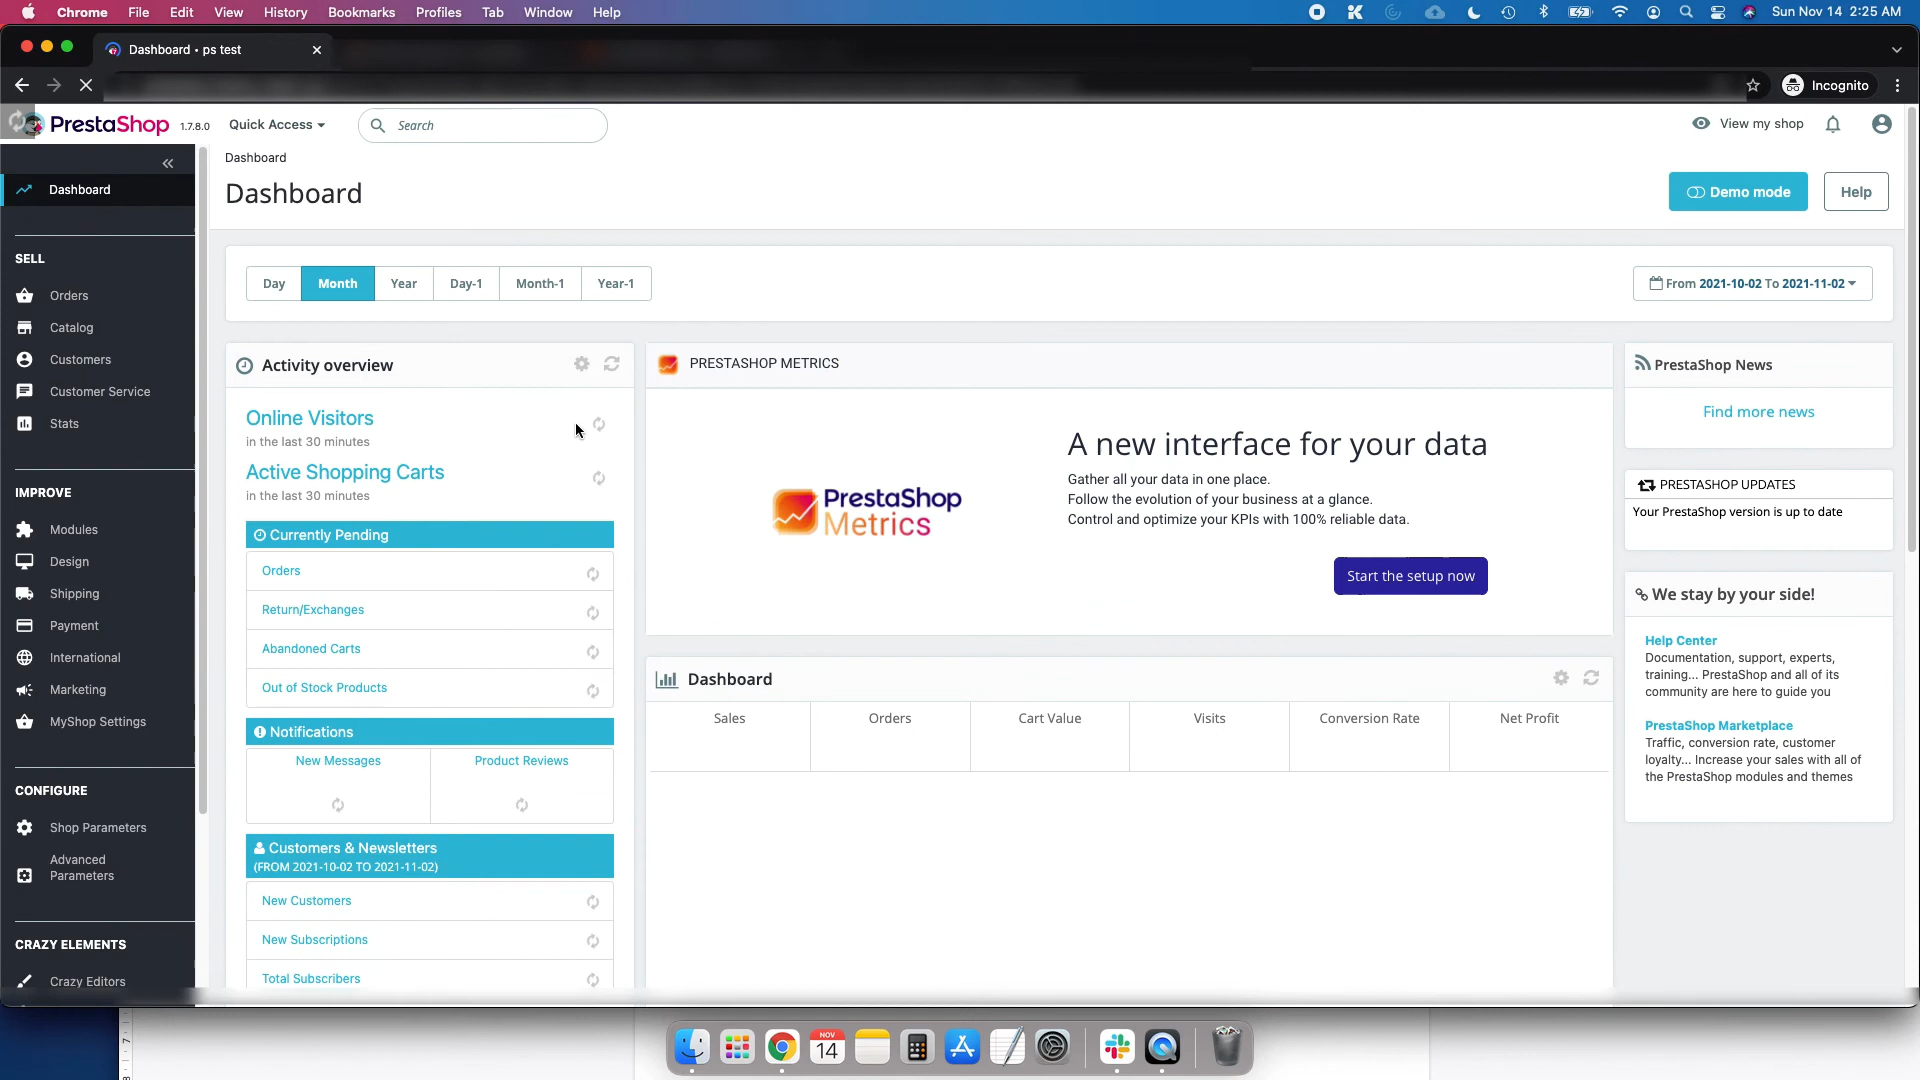 Chrome File Edit View History Bookmarks Profiles Tab Window Help Sun Nov 14 2:25 AM
Dashboard • ps test
Incognito
PrestaShop 1.7.8.0 Quick Access Search View my shop
Dashboard
Dashboard
Demo mode Help
Day Month Year Day-1 Month-1 Year-1
From 2021-10-02 To 2021-11-02
Dashboard
SELL
Orders
Catalog
Customers
Customer Service
Stats
IMPROVE
Modules
Design
Shipping
Payment
International
Marketing
MyShop Settings
CONFIGURE
Shop Parameters
Advanced
Parameters
CRAZY ELEMENTS
Crazy Editors
Activity overview
Online Visitors
in the last 30 minutes
Active Shopping Carts
in the last 30 minutes
Currently Pending
Orders
Return/Exchanges
Abandoned Carts
Out of Stock Products
Notifications
New Messages Product Reviews
Customers & Newsletters
(FROM 2021-10-02 TO 2021-11-02)
New Customers
New Subscriptions
Total Subscribers
PRESTASHOP METRICS
PrestaShop
Metrics
A new interface for your data
Gather all your data in one place.
Follow the evolution of your business at a glance.
Control and optimize your KPIs with 100% reliable data.
Start the setup now
Dashboard
Sales Orders Cart Value Visits Conversion Rate Net Profit
PrestaShop News
Find more news
PRESTASHOP UPDATES
Your PrestaShop version is up to date
We stay by your side!
Help Center
Documentation, support, experts,
training... PrestaShop and all of its
community are here to guide you
PrestaShop Marketplace
Traffic, conversion rate, customer
loyalty... Increase your sales with all of
the PrestaShop modules and themes
NOV
14
7